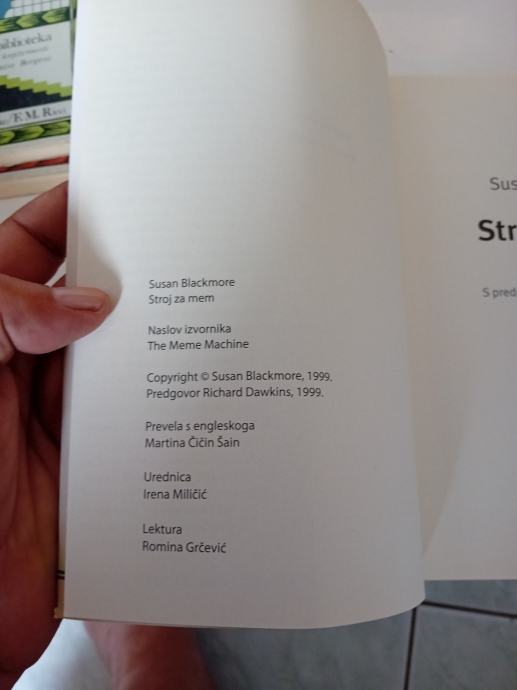 biblioteka
F. M.
Susan Blackmore
Stroj za mem
Naslov izvornika
The Meme Machine
Copyright © Susan Blackmore, 1999.
Predgovor Richard Dawkins, 1999.
Prevela s engleskoga
Martina Čičin Šain
Urednica
Irena Miličić
Lektura
Romina Grčević
Sus
Str
S pred